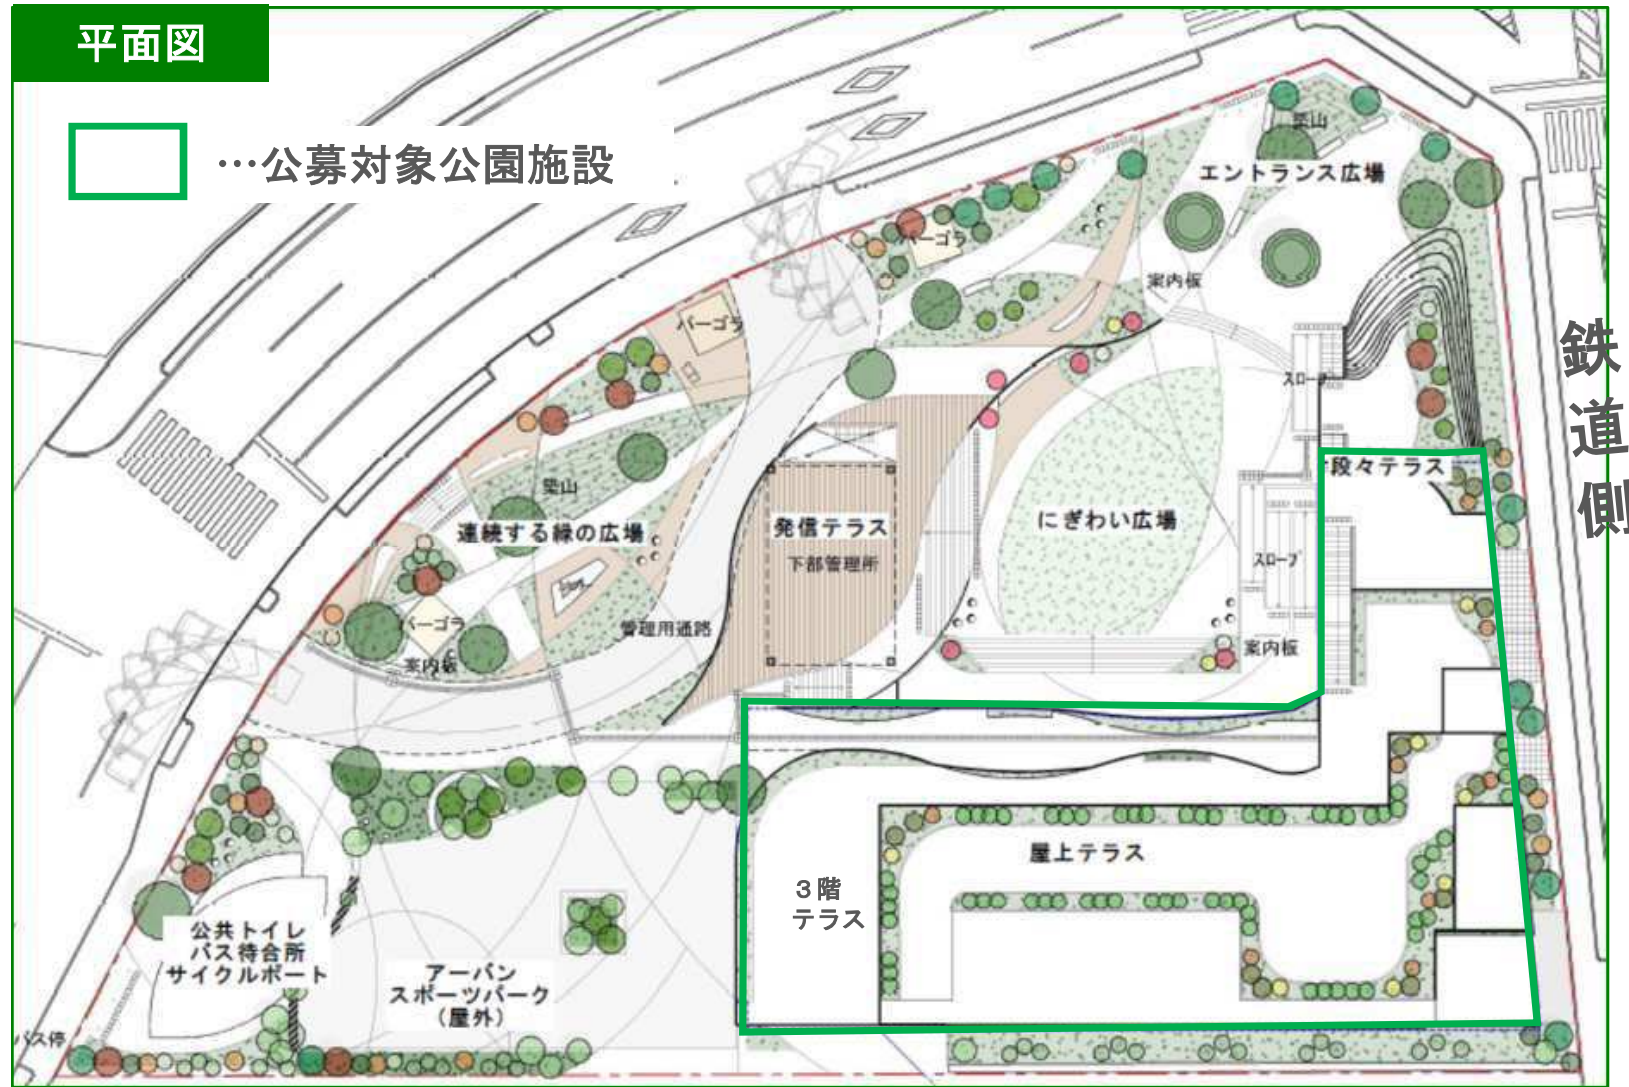 平面図
…公募対象公園施設
築山
エントランス広場
パーゴラ
案内板
パーゴラ
スロープ
鉄道側
段々テラス
築山
連続する緑の広場
発信テラス
下部管理所
にぎわい広場
スロープ
パーゴラ
管理用通路
案内板
案内板
屋上テラス
3階
テラス
公共トイレ
バス待合所
サイクルポート
アーバン
スポーツパーク
(屋外)
バス停